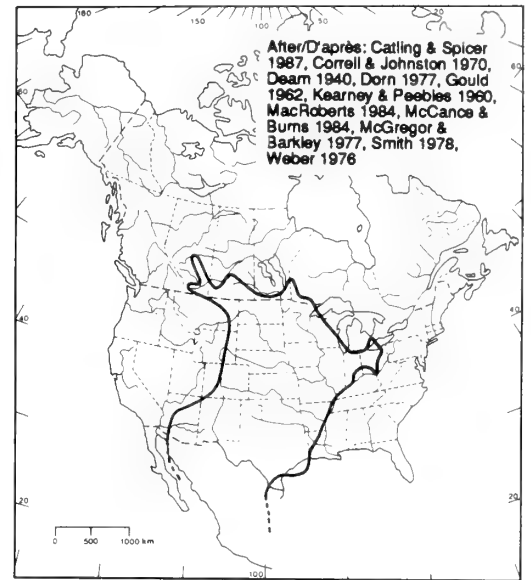 180
150
100
50
20
After/D'après: Catling & Spicer
1987, Correll & Johnston 1970,
Deam 1940, Dorn 1977, Gould
1962, Kearney & Peebles 1960,
MacRoberts 1984, McCance &
Burns 1984, McGregor &
Barkley 1977, Smith 1978,
Weber 1976
60
60
40
40
20
20
0 500 1000 km
100